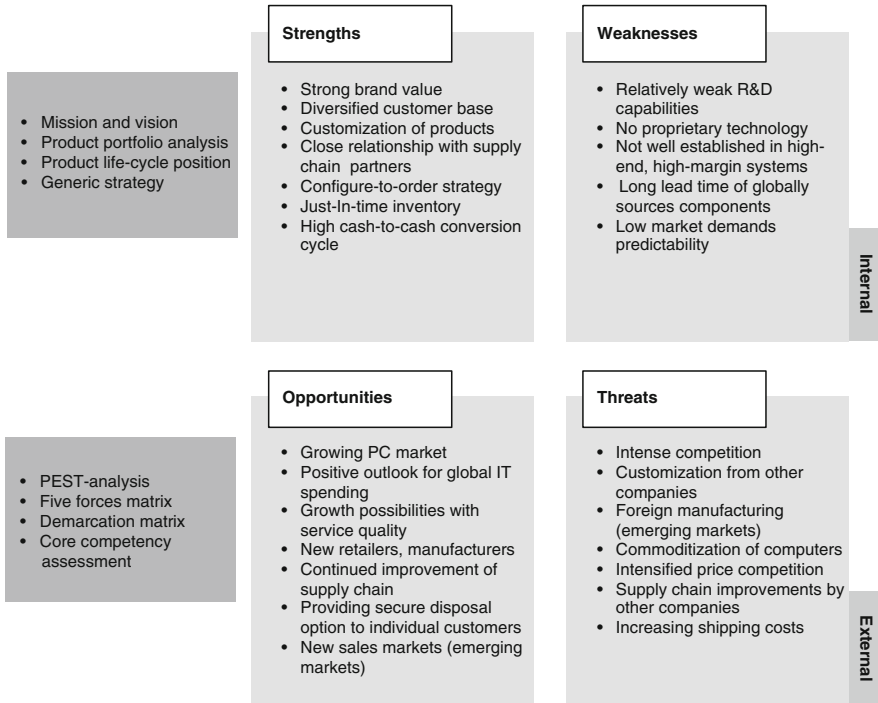 Strengths
• Strong brand value
• Diversified customer base
• Customization of products
• Close relationship with supply
chain partners
• Configure-to-order strategy
• Just-In-time inventory
• High cash-to-cash conversion
cycle
Weaknesses
• Relatively weak R&D
capabilities
• No proprietary technology
• Not well established in high-
end, high-margin systems
• Long lead time of globally
sources components
• Low market demands
predictability
• Mission and vision
• Product portfolio analysis
• Product life-cycle position
• Generic strategy
Internal
Opportunities
• Growing PC market
• Positive outlook for global IT
spending
• Growth possibilities with
service quality
• New retailers, manufacturers
• Continued improvement of
supply chain
• Providing secure disposal
option to individual customers
• New sales markets (emerging
markets)
Threats
• Intense competition
• Customization from other
companies
• Foreign manufacturing
(emerging markets)
• Commoditization of computers
• Intensified price competition
• Supply chain improvements by
other companies
• Increasing shipping costs
• PEST-analysis
• Five forces matrix
• Demarcation matrix
• Core competency
assessment
External